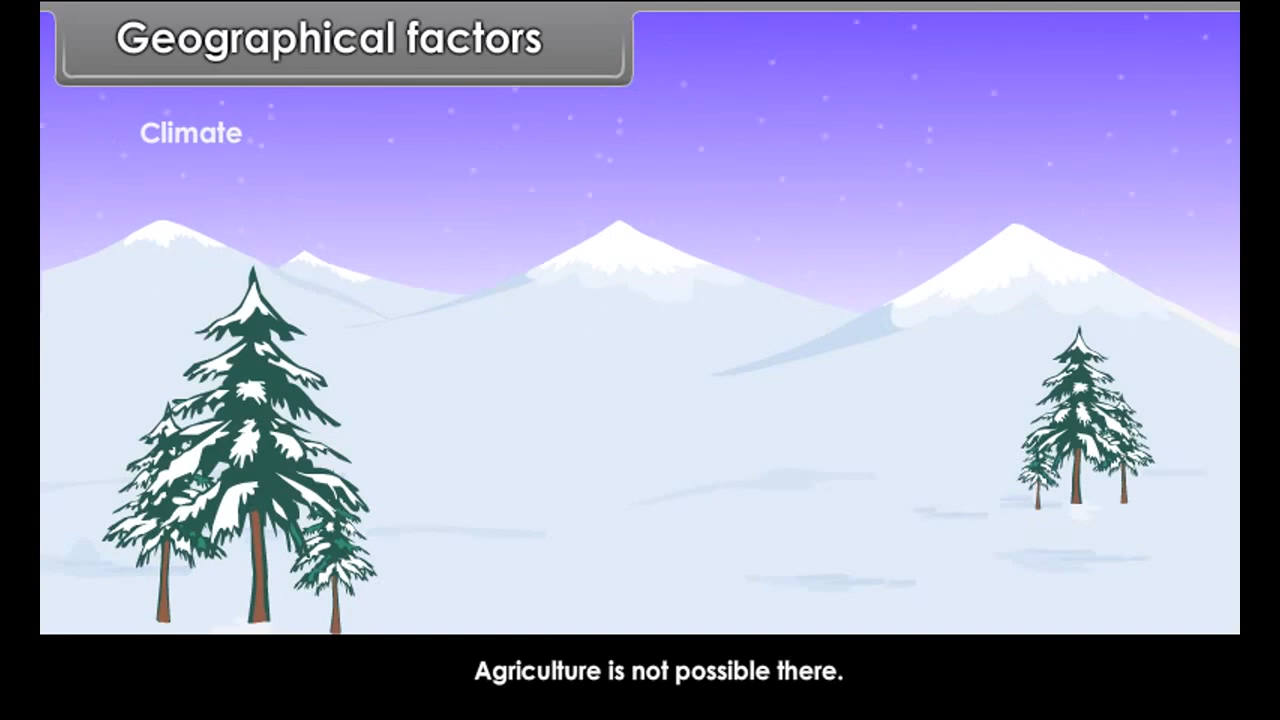 Geographical factors
Climate
Agriculture is not possible there.